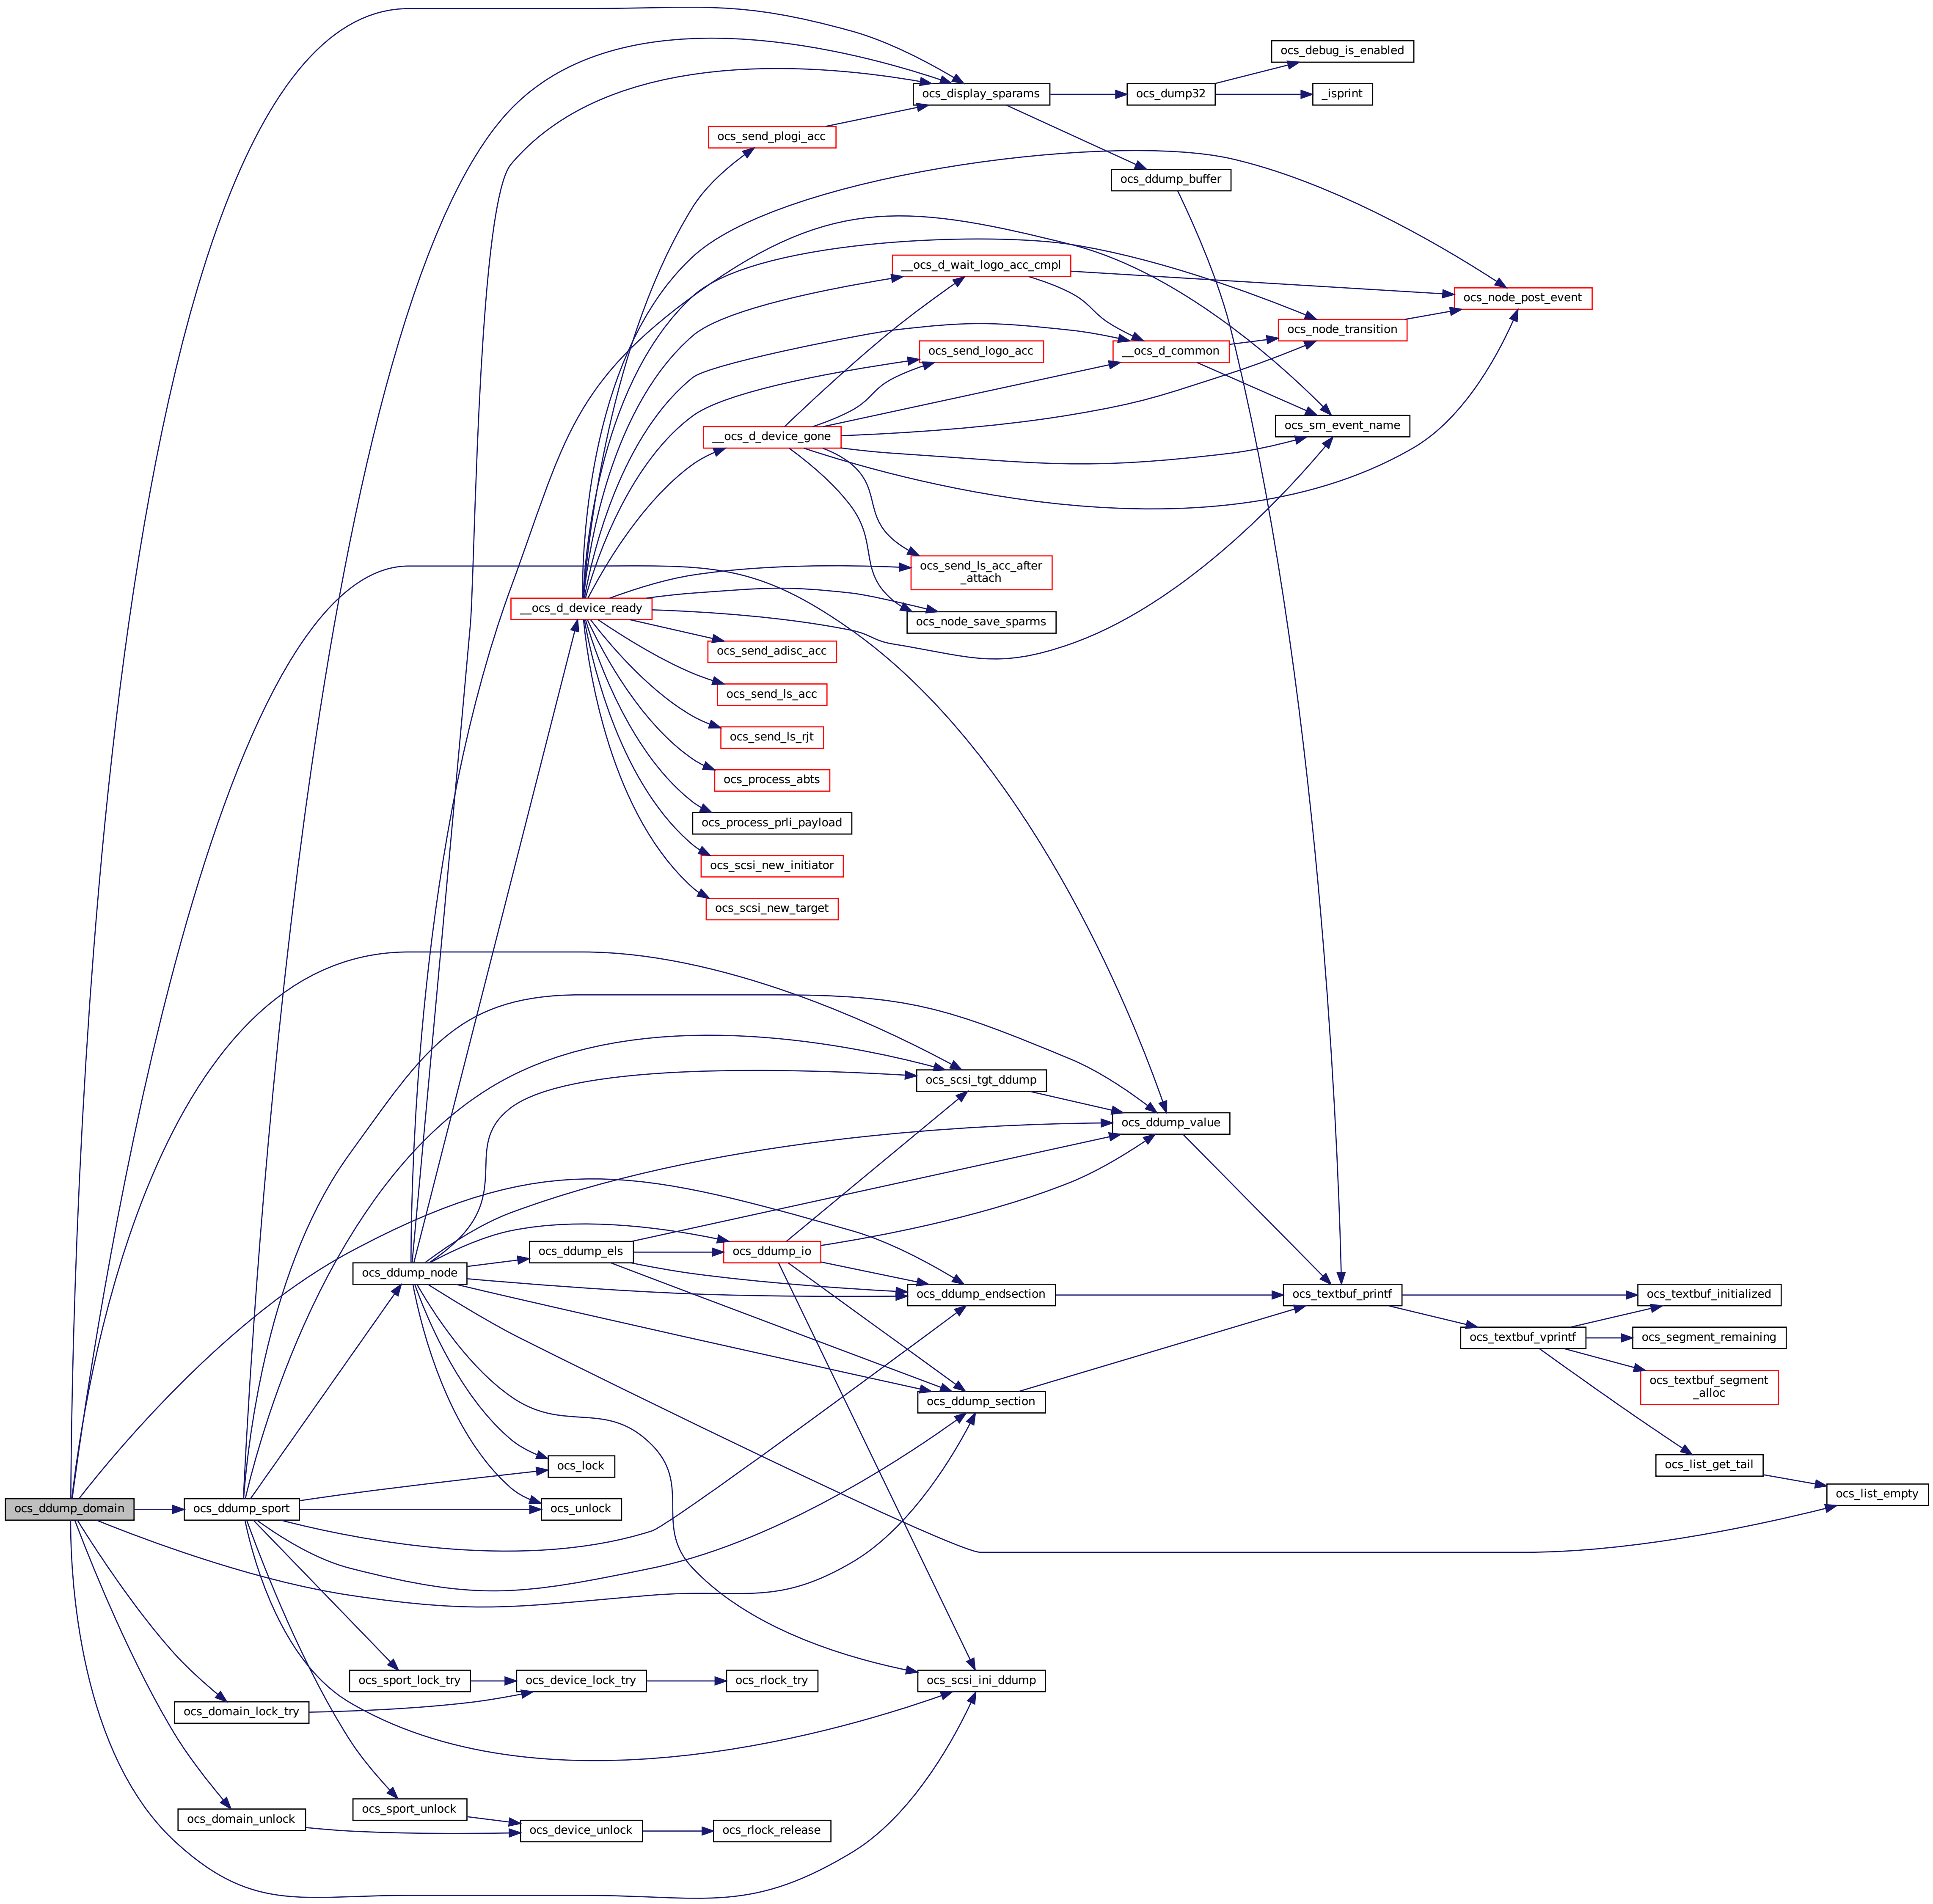 ocs_debug_is_enabled
ocs_display_sparams
ocs_dump32
_isprint
ocs_send_plogi_acc
ocs_ddump_buffer
__ocs_d_wait_logo_acc_cmpl
ocs_node_post_event
ocs_node_transition
ocs_send_logo_acc
__ocs_d_common
ocs_sm_event_name
__ocs_d_device_gone
ocs_send_ls_acc_after
_attach
__ocs_d_device_ready
ocs_node_save_sparms
ocs_send_adisc_acc
ocs_send_ls_acc
ocs_send_ls_rjt
ocs_process_abts
ocs_process_prli_payload
ocs_scsi_new_initiator
ocs_scsi_new_target
ocs_scsi_tgt_ddump
ocs_ddump_value
ocs_ddump_els
ocs_ddump_io
ocs_ddump_node
ocs_ddump_endsection
ocs_textbuf_printf
ocs_textbuf_initialized
ocs_textbuf_vprintf
ocs_segment_remaining
ocs_textbuf_segment
_alloc
ocs_ddump_section
ocs_lock
ocs_list_get_tail
ocs_list_empty
ocs_ddump_domain
ocs_ddump_sport
ocs_unlock
ocs_sport_lock_try
ocs_device_lock_try
ocs_rlock_try
ocs_scsi_ini_ddump
ocs_domain_lock_try
ocs_sport_unlock
ocs_domain_unlock
ocs_device_unlock
ocs_rlock_release